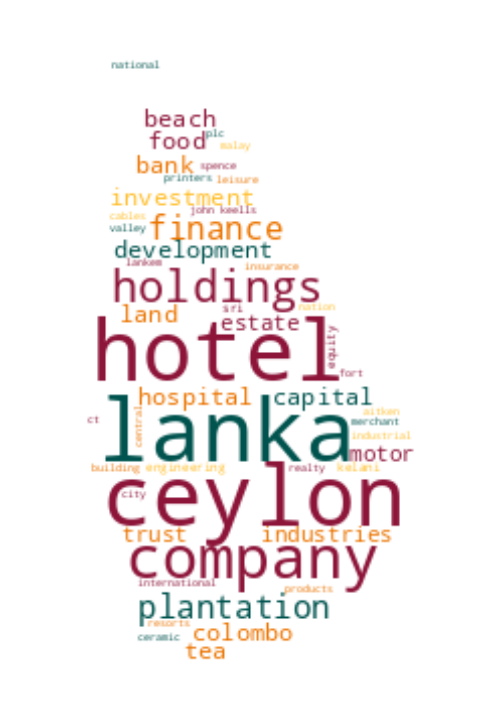 national
beach
food plc
malay
bank spence
printers leisure
investment
john keells
cables
valley finance
development
lankem insurance
holdings
land sri nation
estate
hotel equity
fort
hospital capital
central aitken
ct lanka merchant
industrial
motor
building engineering realty kelani
city ceylon
trust industries
company
international
products
plantation
resorts
ceramic colombo
tea